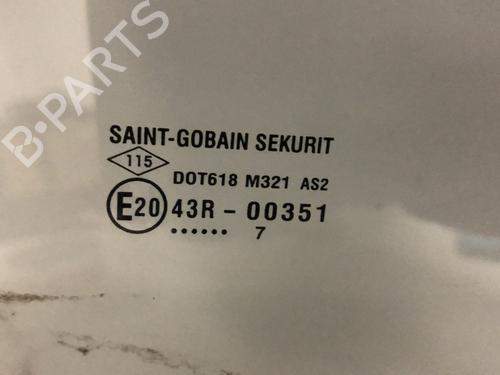 B-PARTS
SAINT-GOBAIN SEKURIT
115
DOT618 M321 AS2
E20 43R - 00351
...... 7